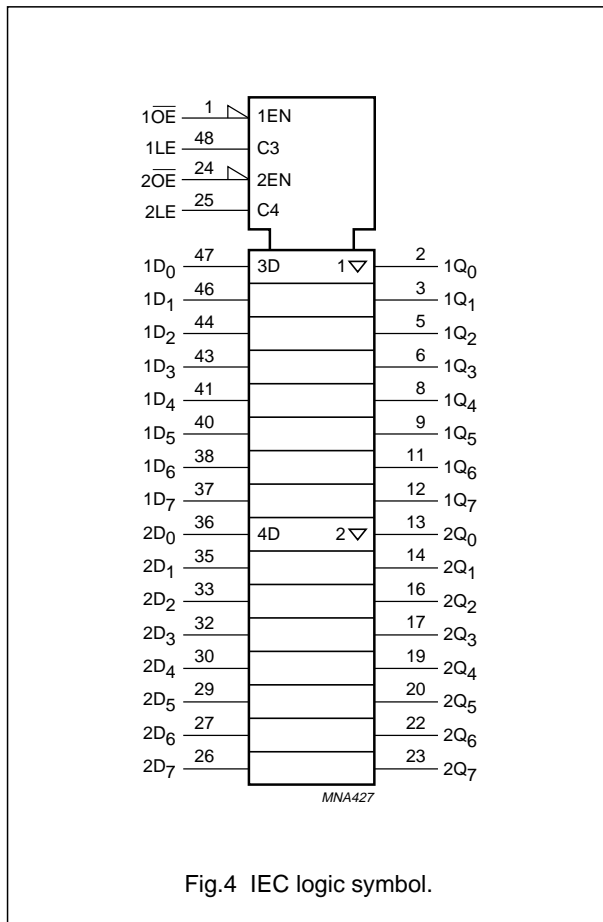 1O̅E̅ 1 1EN
1LE 48 C3
2O̅E̅ 24 2EN
2LE 25 C4
1D0 47 3D 1▽ 2 1Q0
1D1 46 3 1Q1
1D2 44 5 1Q2
1D3 43 6 1Q3
1D4 41 8 1Q4
1D5 40 9 1Q5
1D6 38 11 1Q6
1D7 37 12 1Q7
2D0 36 4D 2▽ 13 2Q0
2D1 35 14 2Q1
2D2 33 16 2Q2
2D3 32 17 2Q3
2D4 30 19 2Q4
2D5 29 20 2Q5
2D6 27 22 2Q6
2D7 26 23 2Q7
MNA427
Fig.4 IEC logic symbol.